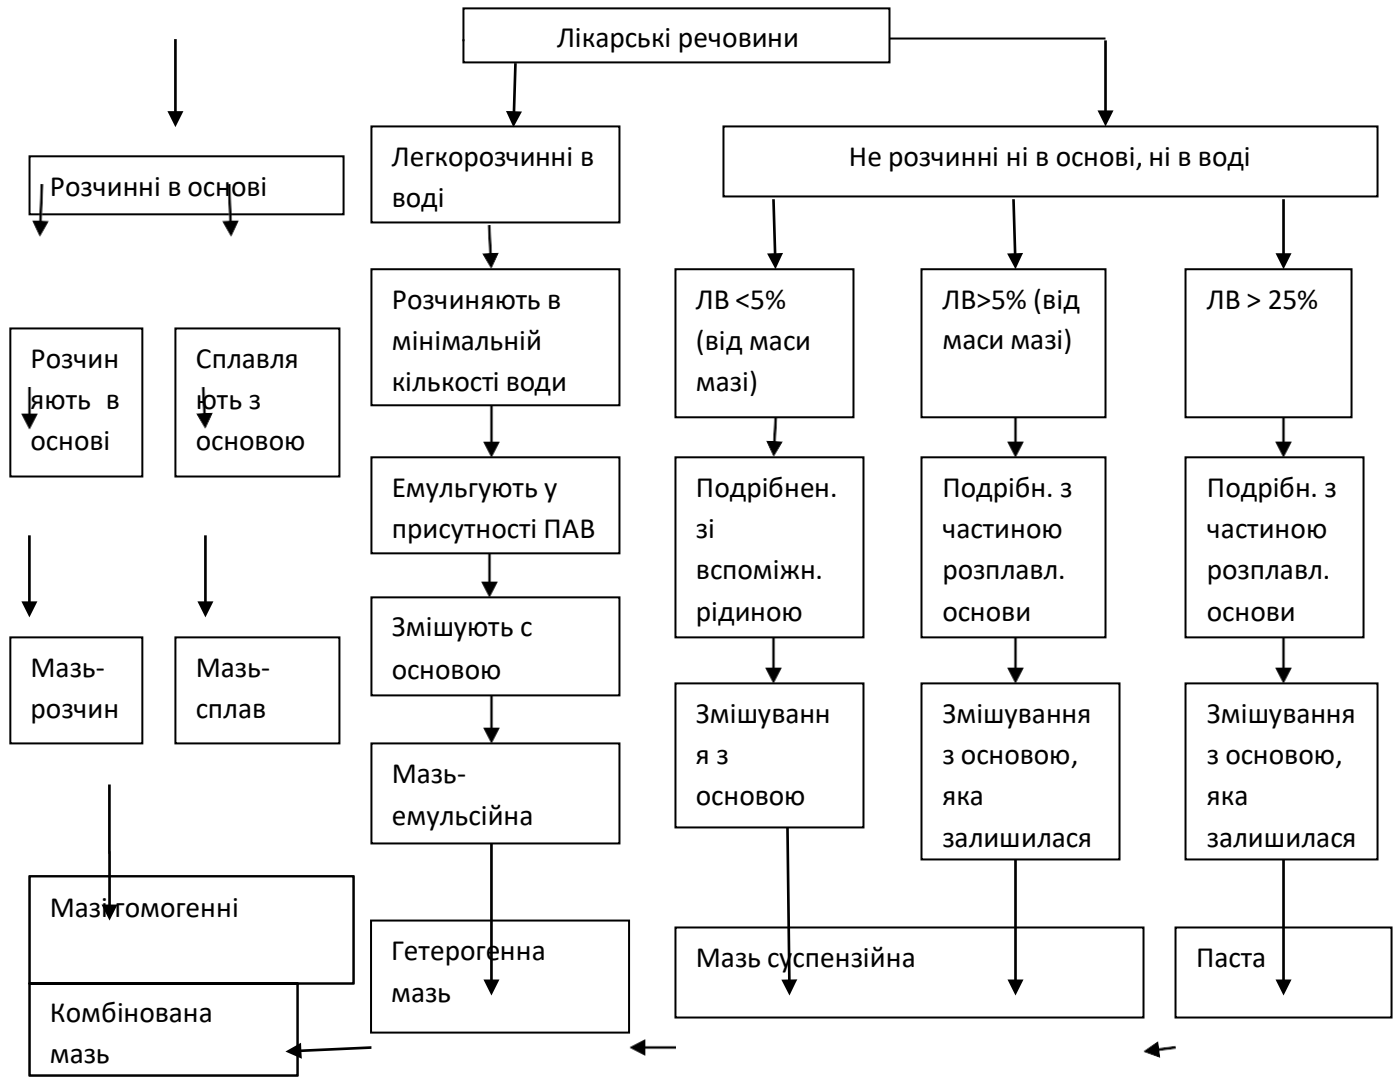 Лікарські речовини
Розчинні в основі
Легкорозчинні в
воді
Не розчинні ні в основі, ні в воді
Розчин
яють в
основі
Сплавля
ють з
основою
Розчиняють в
мінімальній
кількості води
ЛВ <5%
(від маси
мазі)
ЛВ>5% (від
маси мазі)
ЛВ > 25%
Емульгують у
присутності ПАВ
Подрібнен.
зі
вспоміжн.
рідиною
Подрібн. з
частиною
розплавл.
основи
Подрібн. з
частиною
розплавл.
основи
Мазь-
розчин
Мазь-
сплав
Змішують с
основою
Змішуванн
я з
основою
Змішування
з основою,
яка
залишилася
Змішування
з основою,
яка
залишилася
Мазь-
емульсійна
Мазі гомогенні
Гетерогенна
мазь
Мазь суспензійна
Паста
Комбінована
мазь